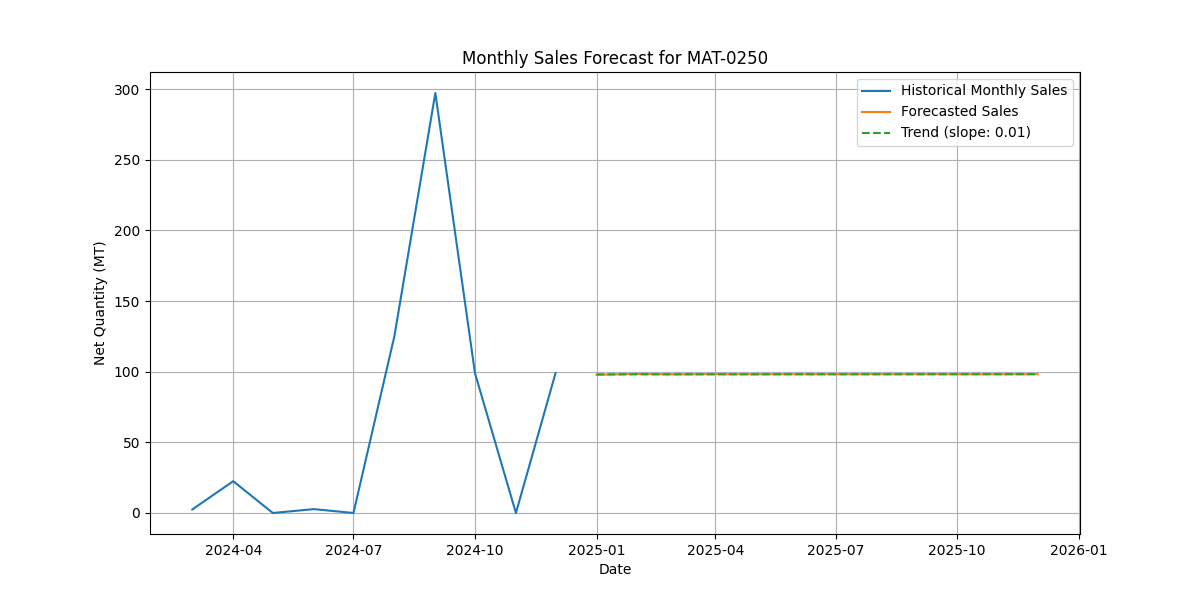 Monthly Sales Forecast for MAT-0250
Historical Monthly Sales
Forecasted Sales
Trend (slope: 0.01)
Net Quantity (MT)
300
250
200
150
100
50
0
2024-04 2024-07 2024-10 2025-01 2025-04 2025-07 2025-10 2026-01
Date